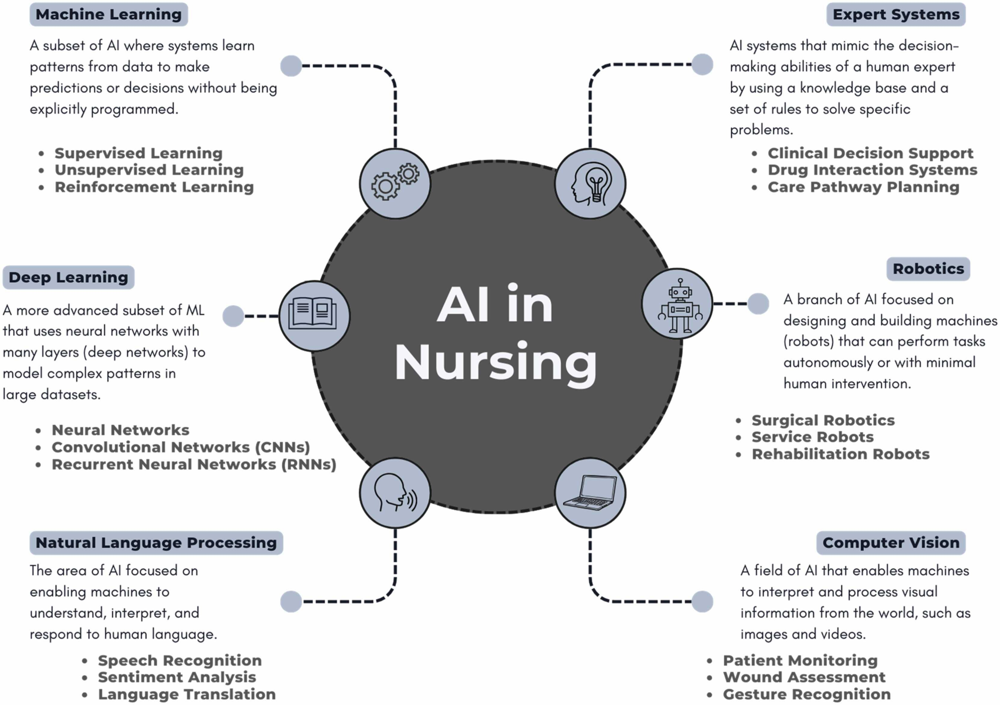 Machine Learning
A subset of AI where systems learn
patterns from data to make
predictions or decisions without being
explicitly programmed.
• Supervised Learning
• Unsupervised Learning
• Reinforcement Learning
Expert Systems
AI systems that mimic the decision-
making abilities of a human expert
by using a knowledge base and a
set of rules to solve specific
problems.
• Clinical Decision Support
• Drug Interaction Systems
• Care Pathway Planning
Deep Learning
A more advanced subset of ML
that uses neural networks with
many layers (deep networks) to
model complex patterns in
large datasets.
• Neural Networks
• Convolutional Networks (CNNs)
• Recurrent Neural Networks (RNNs)
AI in
Nursing
Robotics
A branch of AI focused on
designing and building machines
(robots) that can perform tasks
autonomously or with minimal
human intervention.
• Surgical Robotics
• Service Robots
• Rehabilitation Robots
Natural Language Processing
The area of AI focused on
enabling machines to
understand, interpret, and
respond to human language.
• Speech Recognition
• Sentiment Analysis
• Language Translation
Computer Vision
A field of AI that enables machines
to interpret and process visual
information from the world, such as
images and videos.
• Patient Monitoring
• Wound Assessment
• Gesture Recognition